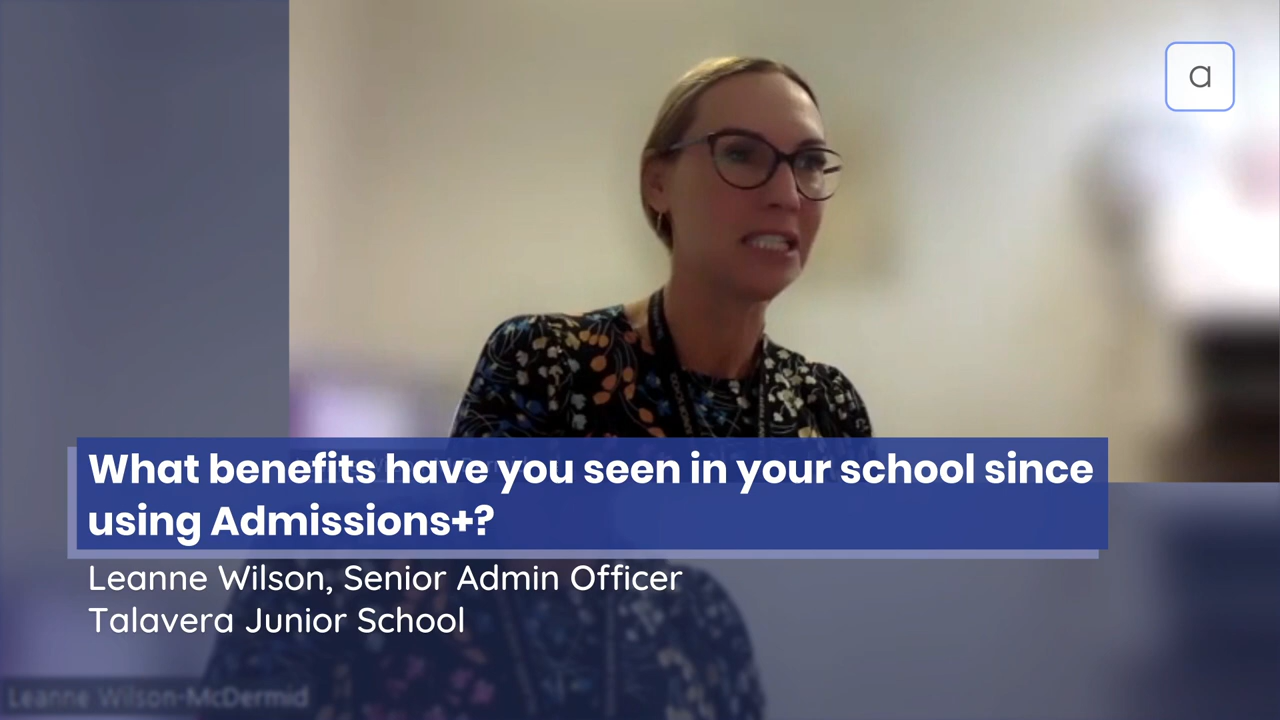 a
What benefits have you seen in your school since
using Admissions+?
Leanne Wilson, Senior Admin Officer
Talavera Junior School
Leanne Wilson-McDermid